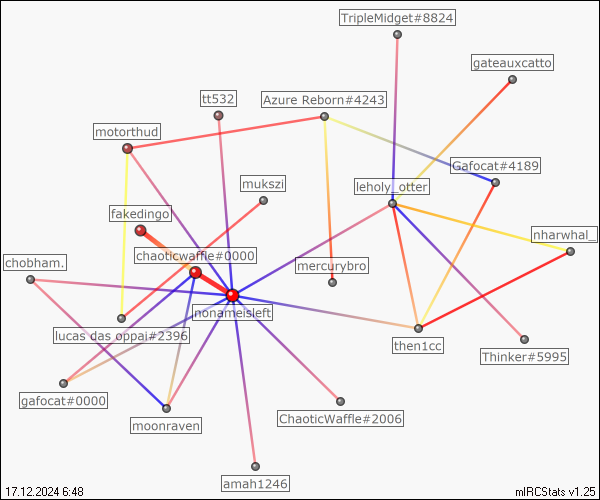 TripleMidget#8824
gateauxcatto
tt532
Azure Reborn#4243
motorthud
Gafocat#4189
mukszi
leholy_otter
fakedingo
nharwhal_
chaoticwaffle#0000
chobham.
mercurybro
nonameisleft
lucas das oppai#2396
then1cc
Thinker#5995
gafocat#0000
ChaoticWaffle#2006
moonraven
amah1246
17.12.2024 6:48
mIRCStats v1.25